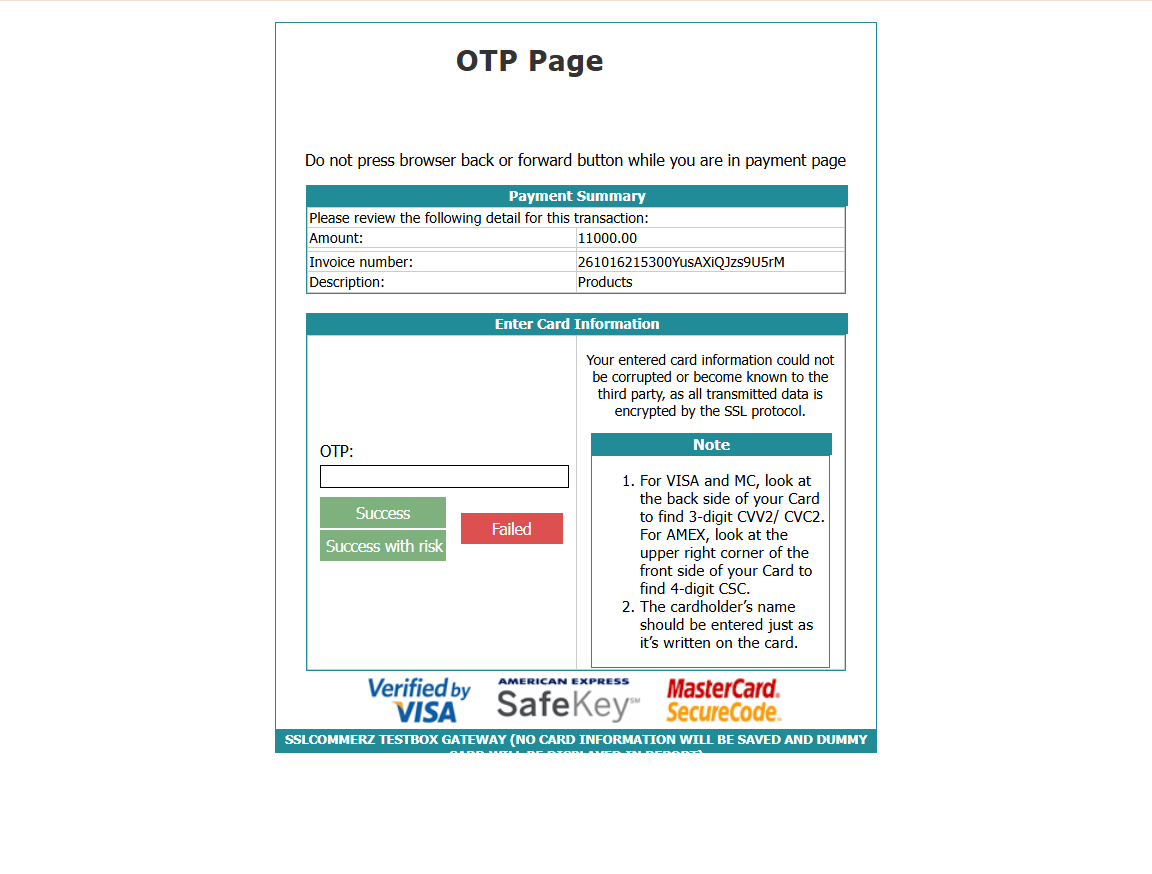 OTP Page
Do not press browser back or forward button while you are in payment page
Payment Summary
Please review the following detail for this transaction:
Amount: 11000.00
Invoice number: 261016215300YusAXiQJzs9U5rM
Description: Products
Enter Card Information
Your entered card information could not
be corrupted or become known to the
third party, as all transmitted data is
encrypted by the SSL protocol.
OTP:
Success
Success with risk
Failed
Note
1. For VISA and MC, look at
the back side of your Card
to find 3-digit CVV2/ CVC2.
For AMEX, look at the
upper right corner of the
front side of your Card to
find 4-digit CSC.
2. The cardholder’s name
should be entered just as
it’s written on the card.
Verified by
VISA
AMERICAN EXPRESS
SafeKey℠
MasterCard.
SecureCode.
SSLCOMMERZ TESTBOX GATEWAY (NO CARD INFORMATION WILL BE SAVED AND DUMMY
CARD WILL BE DISPLAYED IN REPORT)